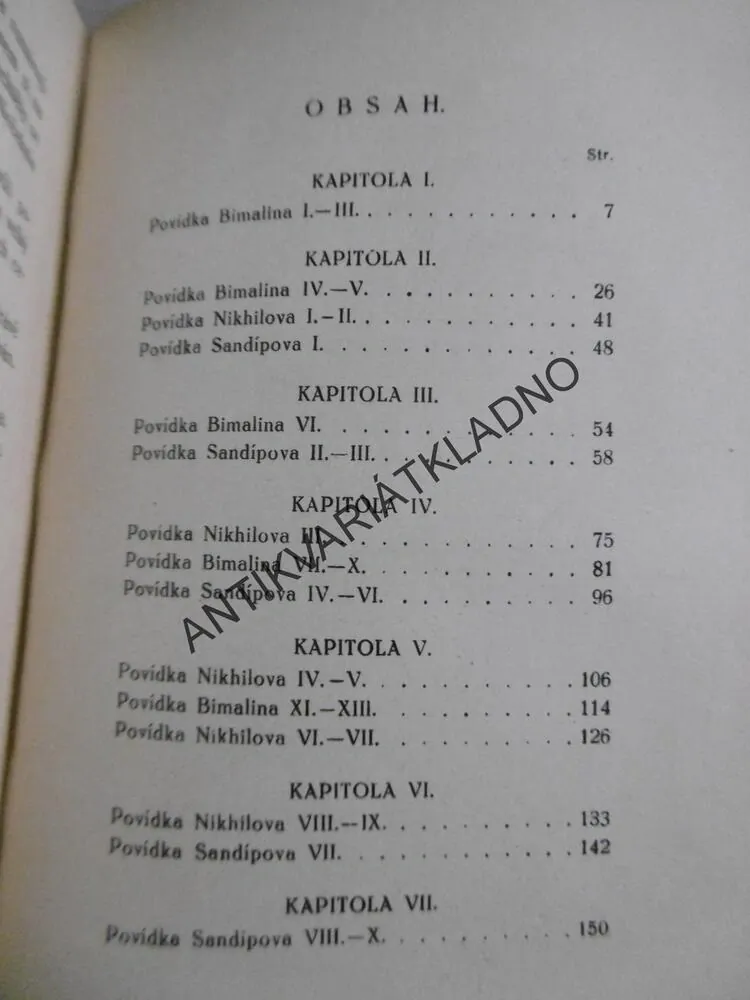 OBSAH.
Str.
KAPITOLA I.
Povídka Bimalina I.—III. . . . . . . . . . . . 7
KAPITOLA II.
Povídka Bimalina IV.—V. . . . . . . . . . . 26
Povídka Nikhilova I.—II. . . . . . . . . . . . 41
Povídka Sandípova I. . . . . . . . . . . . . 48
KAPITOLA III.
Povídka Bimalina VI. . . . . . . . . . . . . 54
Povídka Sandípova II.—III. . . . . . . . . . . 58
KAPITOLA IV.
Povídka Nikhilova III. . . . . . . . . . . . 75
Povídka Bimalina VII.—X. . . . . . . . . . . 81
Povídka Sandípova IV.—VI. . . . . . . . . . 96
KAPITOLA V.
Povídka Nikhilova IV.—V. . . . . . . . . . . 106
Povídka Bimalina XI.—XIII. . . . . . . . . . 114
Povídka Nikhilova VI.—VII. . . . . . . . . . 126
KAPITOLA VI.
Povídka Nikhilova VIII.—IX. . . . . . . . . . 133
Povídka Sandípova VII. . . . . . . . . . . . 142
KAPITOLA VII.
Povídka Sandípova VIII.—X. . . . . . . . . . 150
ANTIKVARIÁTKLADNO